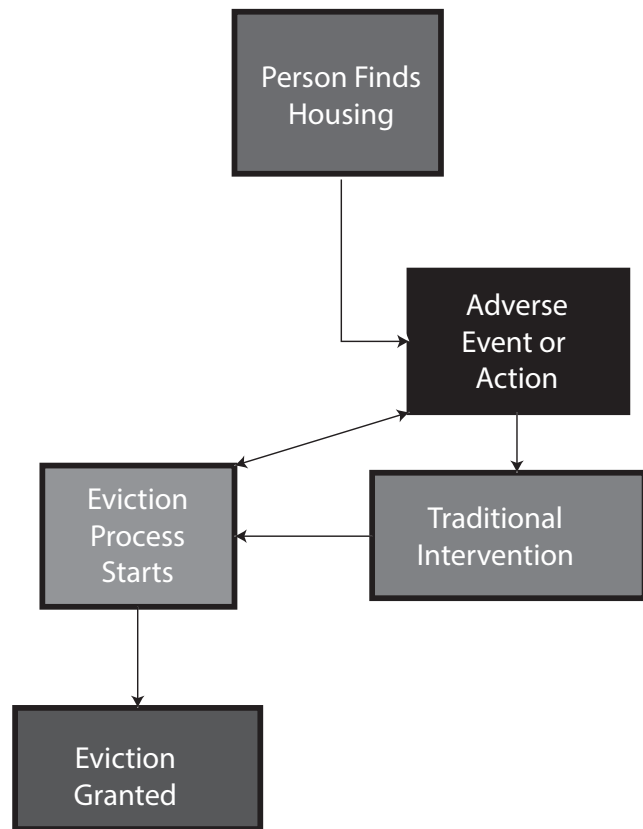 Person Finds
Housing
Adverse
Event or
Action
Eviction
Process
Starts
Traditional
Intervention
Eviction
Granted